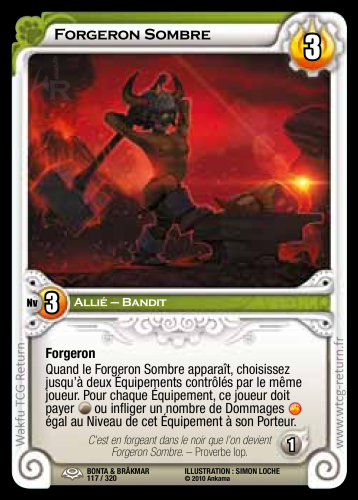 Forgeron Sombre
3
Nv 3 Allié – Bandit
Forgeron
Quand le Forgeron Sombre apparaît, choisissez
jusqu'à deux Équipements contrôlés par le même
joueur. Pour chaque Équipement, ce joueur doit
payer ou infliger un nombre de Dommages
égal au Niveau de cet Équipement à son Porteur.
C'est en forgeant dans le noir que l'on devient
Forgeron Sombre. – Proverbe Iop.
1
BONTA & BRÂKMAR
117 / 320
ILLUSTRATION : SIMON LOCHE
© 2010 Ankama
Wakfu TCG Return
www.wtcg-return.fr